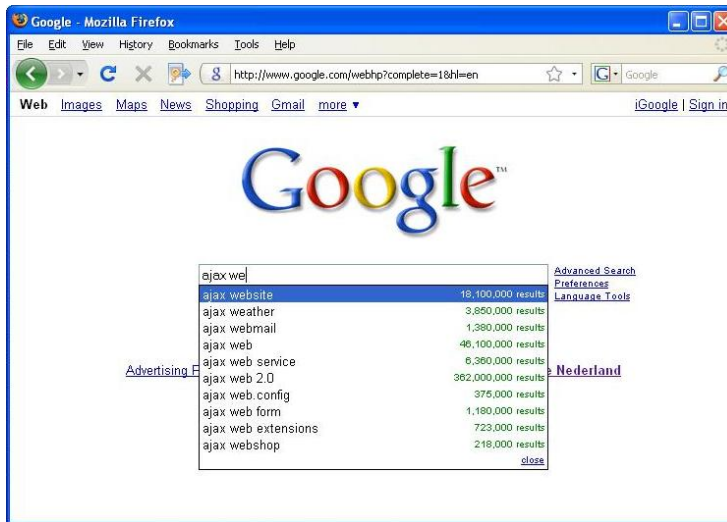 Google - Mozilla Firefox
File Edit View History Bookmarks Tools Help
http://www.google.com/webhp?complete=1&hl=en G Google
Web Images Maps News Shopping Gmail more ▼ iGoogle | Sign in
Google™
ajax we Advanced Search
Preferences
ajax website 18,100,000 results Language Tools
ajax weather 3,850,000 results
ajax webmail 1,380,000 results
ajax web 46,100,000 results
ajax web service 6,360,000 results
Advertising e Nederland
ajax web 2.0 362,000,000 results
ajax web.config 375,000 results
ajax web form 1,180,000 results
ajax web extensions 723,000 results
ajax webshop 218,000 results
close